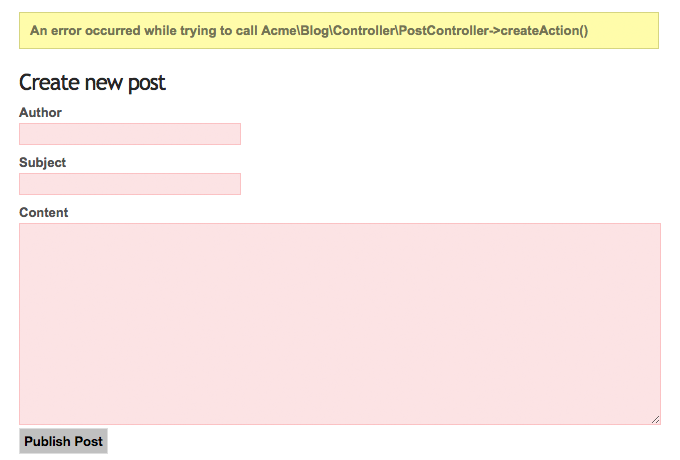 An error occurred while trying to call Acme\Blog\Controller\PostController->createAction()
Create new post
Author
Subject
Content
Publish Post